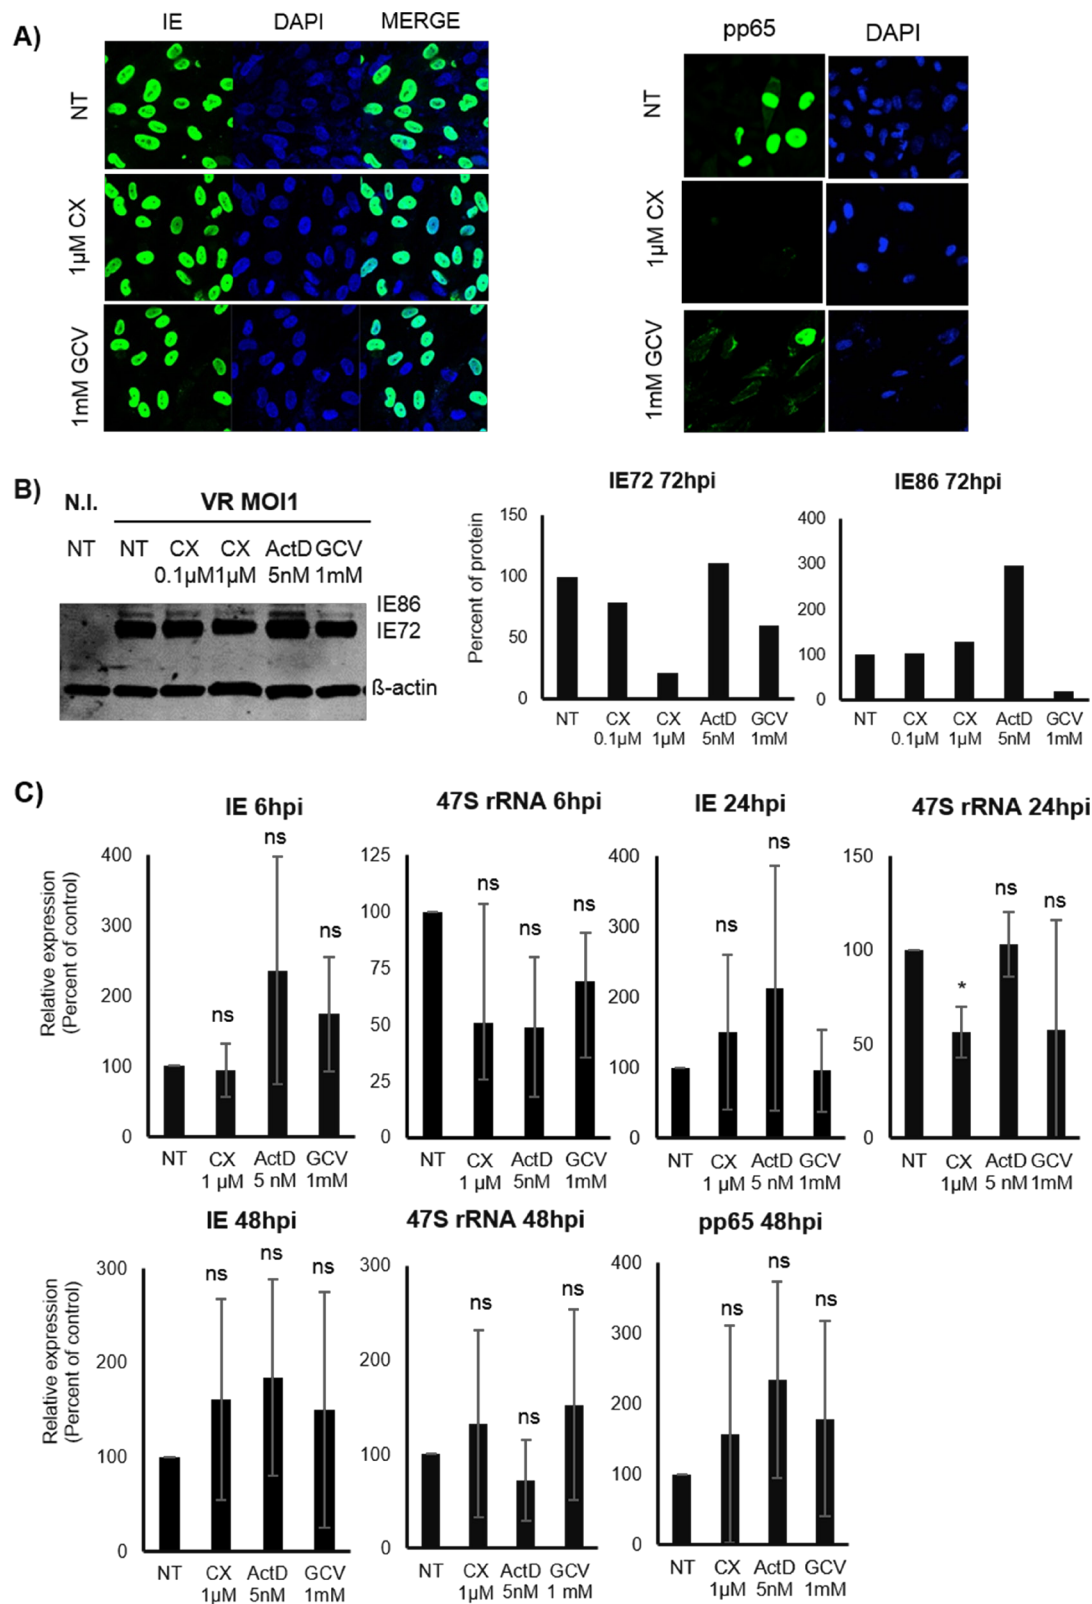 A)
IE DAPI MERGE
pp65 DAPI
NT
1µM CX
1mM GCV
NT
1µM CX
1mM GCV
B)
N.I. VR MOI1
NT NT CX CX ActD GCV
0.1µM 1µM 5nM 1mM
IE86
IE72
ß-actin
IE72 72hpi
Percent of protein
150
100
50
0
NT CX CX ActD GCV
0.1µM 1µM 5nM 1mM
IE86 72hpi
400
300
200
100
0
NT CX CX ActD GCV
0.1µM 1µM 5nM 1mM
C)
IE 6hpi
Relative expression
(Percent of control)
400
300
200
100
0
ns
ns
ns
NT CX ActD GCV
1 µM 5 nM 1mM
47S rRNA 6hpi
125
100
75
50
25
0
ns
ns
ns
NT CX ActD GCV
1 µM 5nM 1mM
IE 24hpi
400
300
200
100
0
ns
ns
NT CX ActD GCV
1 µM 5 nM 1mM
47S rRNA 24hpi
150
100
50
0
*
ns
ns
NT CX ActD GCV
1µM 5 nM 1mM
IE 48hpi
Relative expression
(Percent of control)
300
200
100
0
ns
ns
ns
NT CX ActD GCV
1µM 5nM 1mM
47S rRNA 48hpi
300
200
100
0
ns
ns
ns
NT CX ActD GCV
1µM 5nM 1 mM
pp65 48hpi
400
300
200
100
0
ns
ns
ns
NT CX ActD GCV
1µM 5nM 1mM